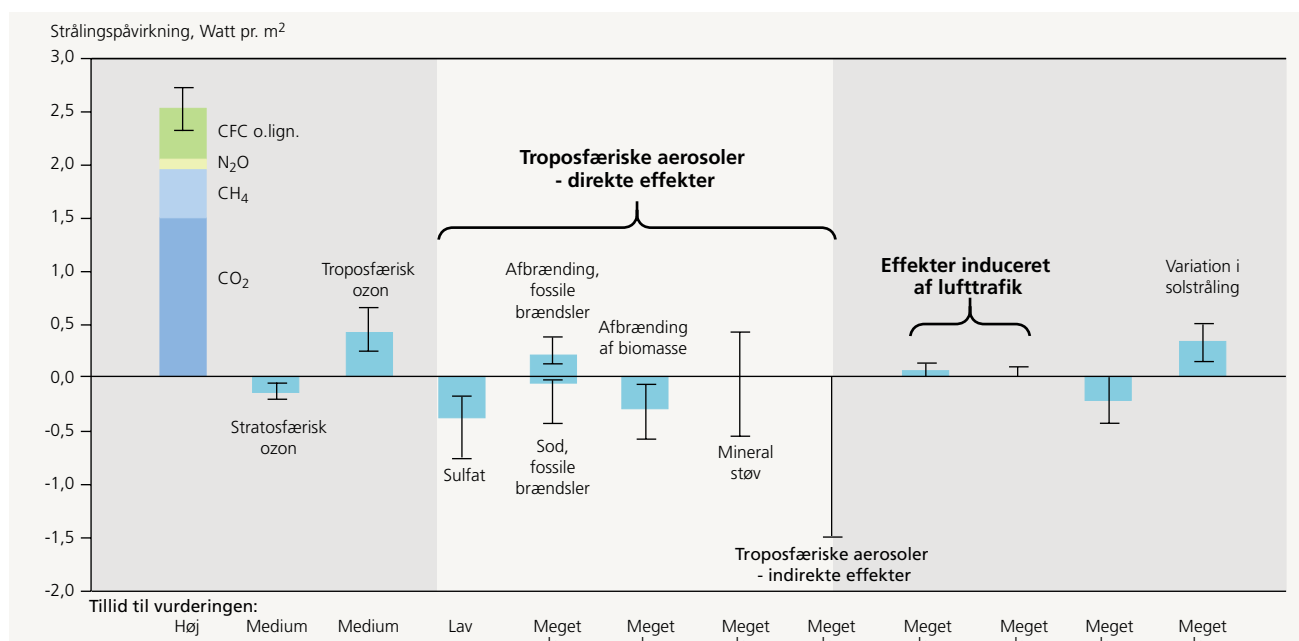 Strålingspåvirkning, Watt pr. m²
3,0
2,5
2,0
1,5
1,0
0,5
0,0
-0,5
-1,0
-1,5
-2,0
CFC o.lign.
N₂O
CH₄
CO₂
Stratosfærisk
ozon
Troposfærisk
ozon
Troposfæriske aerosoler
- direkte effekter
Sulfat
Afbrænding,
fossile
brændsler
Sod,
fossile
brændsler
Afbrænding
af biomasse
Mineral
støv
Troposfæriske aerosoler
- indirekte effekter
Effekter induceret
af lufttrafik
Variation i
solstråling
Tillid til vurderingen:
Høj Medium Medium Lav Meget Meget Meget Meget Meget Meget Meget Meget